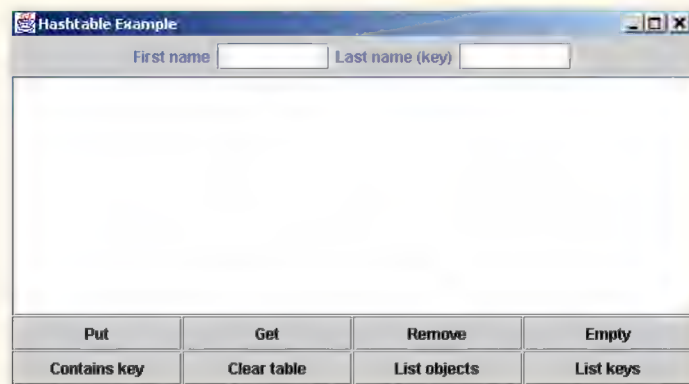 Hashtable Example
First name Last name (key)
Put Get Remove Empty
Contains key Clear table List objects List keys